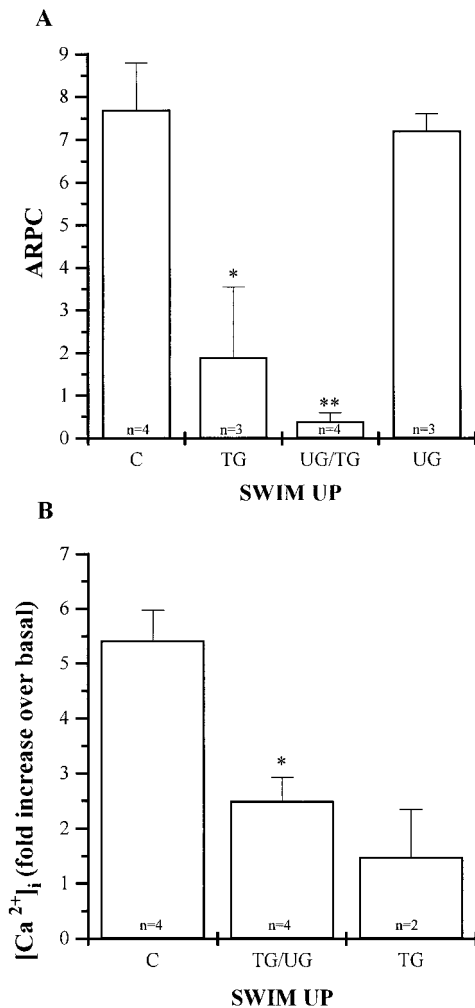 A
ARPC
9
8
7
6
5
4
3
2
1
0
*
**
n=4 n=3 n=4 n=3
C TG UG/TG UG
SWIM UP
B
[Ca 2+]i (fold increase over basal)
7
6
5
4
3
2
1
0
*
n=4 n=4 n=2
C TG/UG TG
SWIM UP